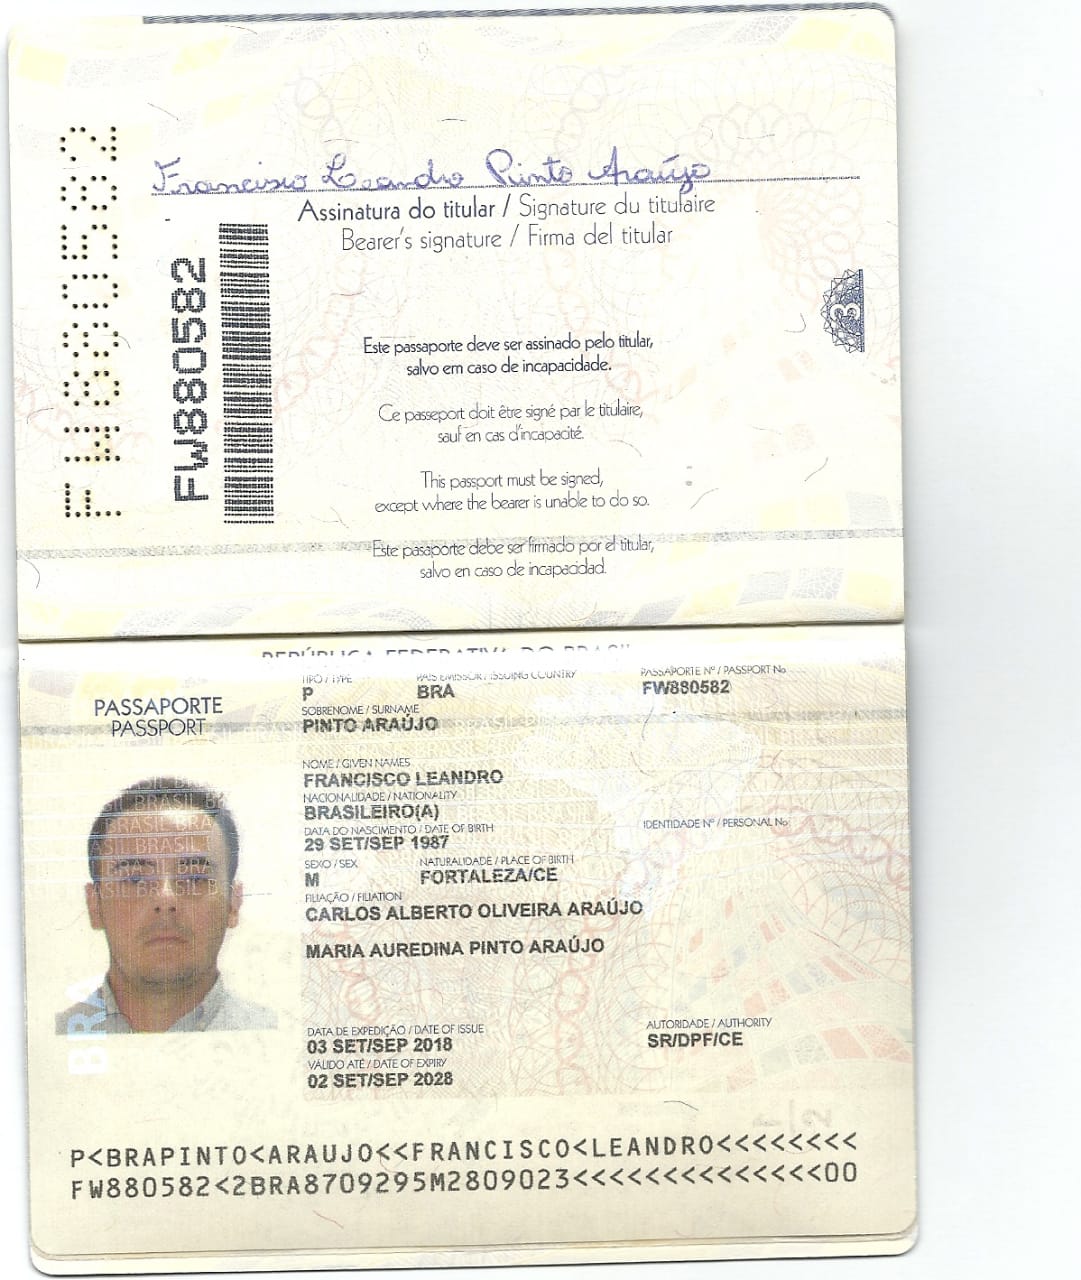 FW880582
Francisco Leandro Pinto Araújo
Assinatura do titular / Signature du titulaire
Bearer's signature / Firma del titular
FW880582
3
Este passaporte deve ser assinado pelo titular,
salvo em caso de incapacidade.
Ce passeport doit être signé par le titulaire,
sauf en cas d'incapacité.
This passport must be signed,
except where the bearer is unable to do so.
Este pasaporte debe ser firmado por el titular,
salvo en caso de incapacidad.
REPÚBLICA FEDERATIVA DO BRASIL
PASSAPORTE
PASSPORT
TIPO / TYPE PAÍS EMISSOR / ISSUING COUNTRY PASSAPORTE Nº / PASSPORT No
P BRA FW880582
SOBRENOME / SURNAME
PINTO ARAÚJO
NOME / GIVEN NAMES
FRANCISCO LEANDRO
NACIONALIDADE / NATIONALITY
BRASILEIRO(A)
DATA DO NASCIMENTO / DATE OF BIRTH IDENTIDADE Nº / PERSONAL No
29 SET/SEP 1987
SEXO / SEX NATURALIDADE / PLACE OF BIRTH
M FORTALEZA/CE
FILIAÇÃO / FILIATION
CARLOS ALBERTO OLIVEIRA ARAÚJO
MARIA AUREDINA PINTO ARAÚJO
DATA DE EXPEDIÇÃO / DATE OF ISSUE AUTORIDADE / AUTHORITY
03 SET/SEP 2018 SR/DPF/CE
VÁLIDO ATÉ / DATE OF EXPIRY
02 SET/SEP 2028
BRA
P<BRAPINTO<ARAUJO<<FRANCISCO<LEANDRO<<<<<<<<
FW880582<2BRA8709295M2809023<<<<<<<<<<<<<<00